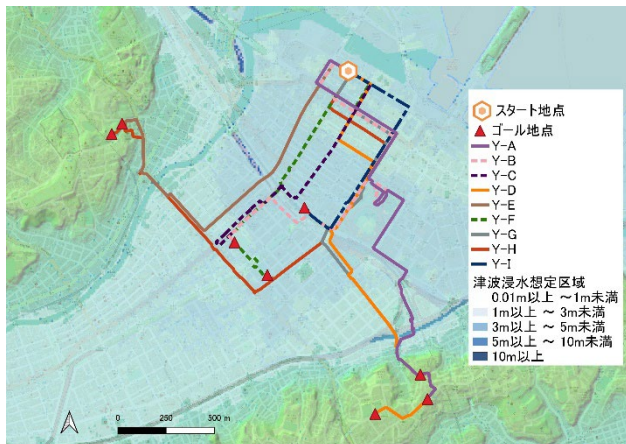 スタート地点
ゴール地点
Y-A
Y-B
Y-C
Y-D
Y-E
Y-F
Y-G
Y-H
Y-I
津波浸水想定区域
0.01m以上 ~1m未満
1m以上 ~ 3m未満
3m以上 ~ 5m未満
5m以上 ~ 10m未満
10m以上
0 250 500 m